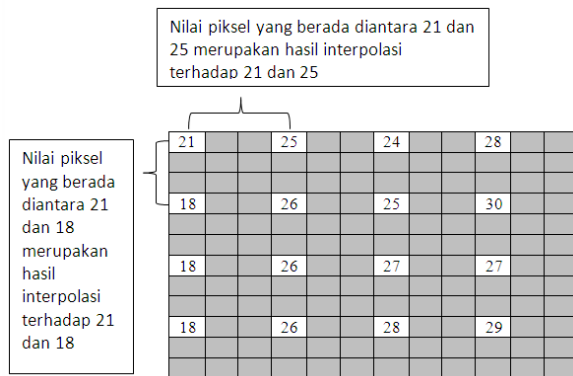 Nilai piksel yang berada diantara 21 dan
25 merupakan hasil interpolasi
terhadap 21 dan 25
Nilai piksel
yang berada
diantara 21
dan 18
merupakan
hasil
interpolasi
terhadap 21
dan 18
21 25 24 28
18 26 25 30
18 26 27 27
18 26 28 29